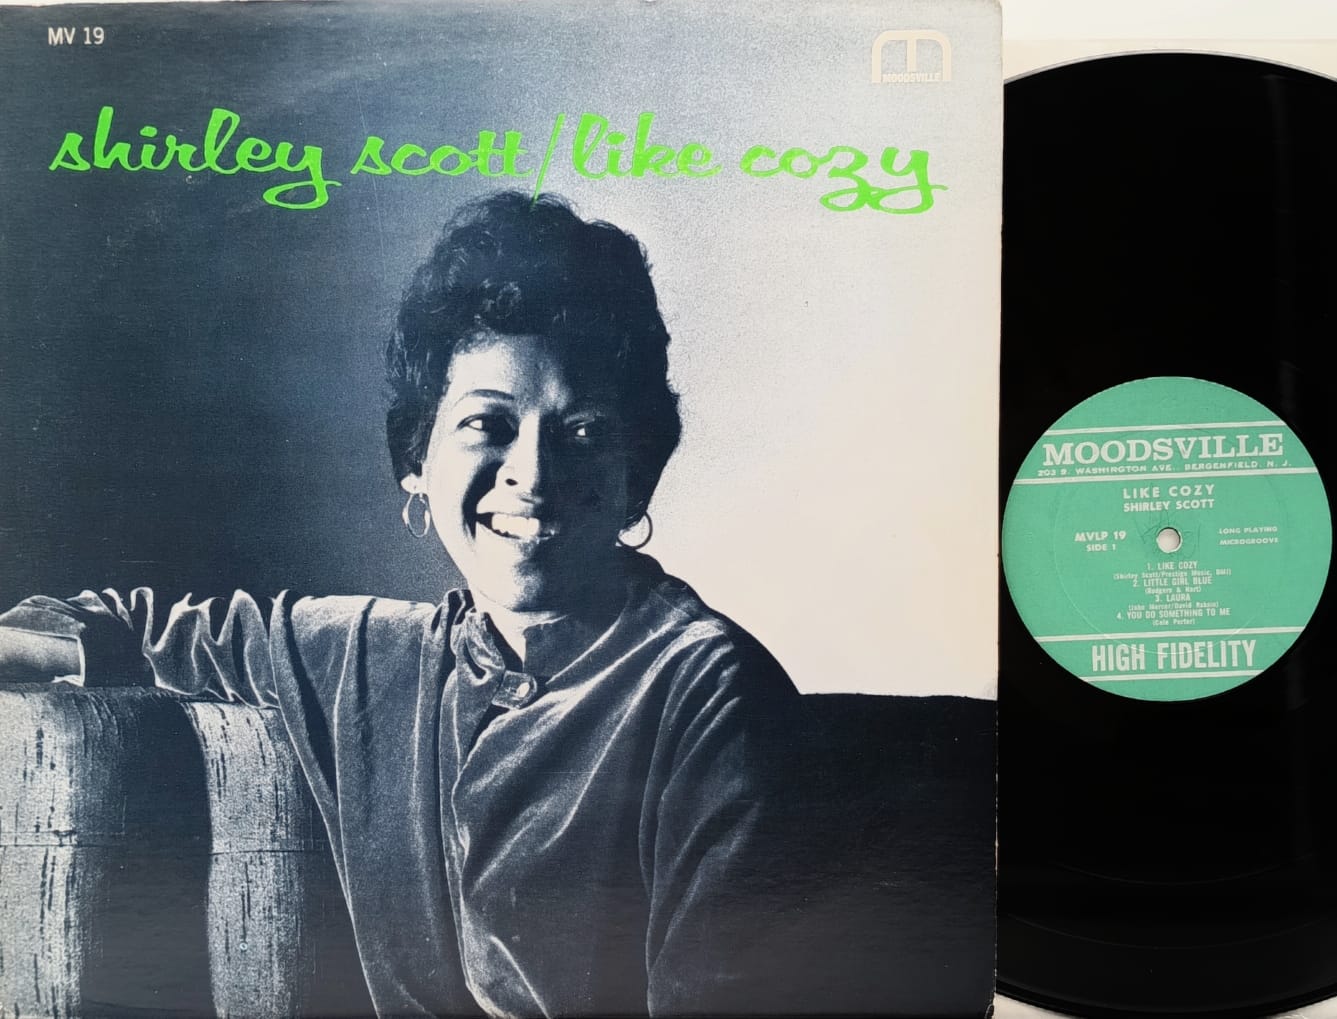 MV 19
MOODSVILLE
shirley scott/like cozy
MOODSVILLE
203 S. WASHINGTON AVE. BERGENFIELD. N. J.
LIKE COZY
SHIRLEY SCOTT
MVLP 19
SIDE 1
LONG PLAYING
MICROGROOVE
1. LIKE COZY
(Shirley Scott/Prestige Music, BMI)
2. LITTLE GIRL BLUE
(Rodgers & Hart)
3. LAURA
(John Mercer/David Raksin)
4. YOU DO SOMETHING TO ME
(Cole Porter)
HIGH FIDELITY